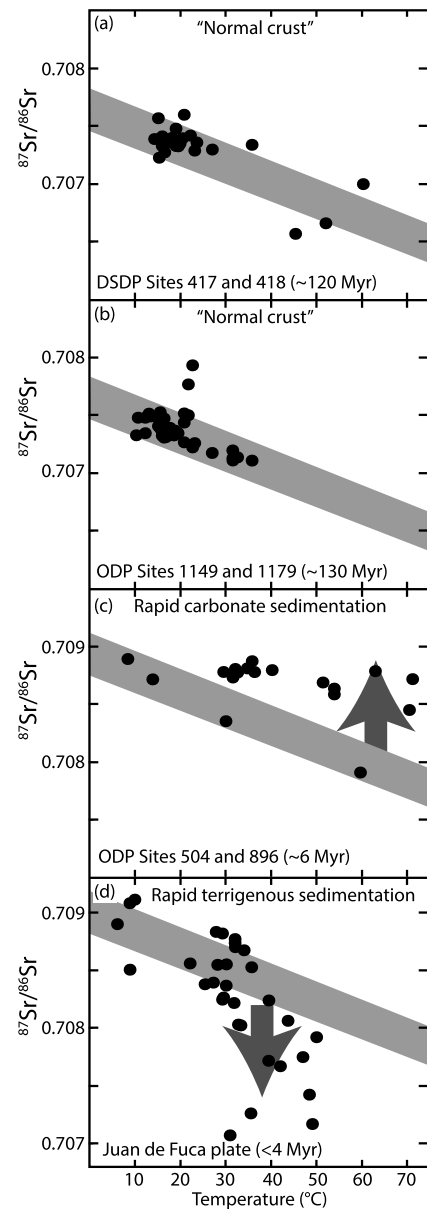 (a)
“Normal crust”
0.708
0.707
⁸⁷Sr/⁸⁶Sr
DSDP Sites 417 and 418 (~120 Myr)
(b)
“Normal crust”
0.708
0.707
⁸⁷Sr/⁸⁶Sr
ODP Sites 1149 and 1179 (~130 Myr)
(c)
Rapid carbonate sedimentation
0.709
0.708
⁸⁷Sr/⁸⁶Sr
ODP Sites 504 and 896 (~6 Myr)
(d)
Rapid terrigenous sedimentation
0.709
0.708
0.707
⁸⁷Sr/⁸⁶Sr
Juan de Fuca plate (<4 Myr)
10 20 30 40 50 60 70
Temperature (°C)